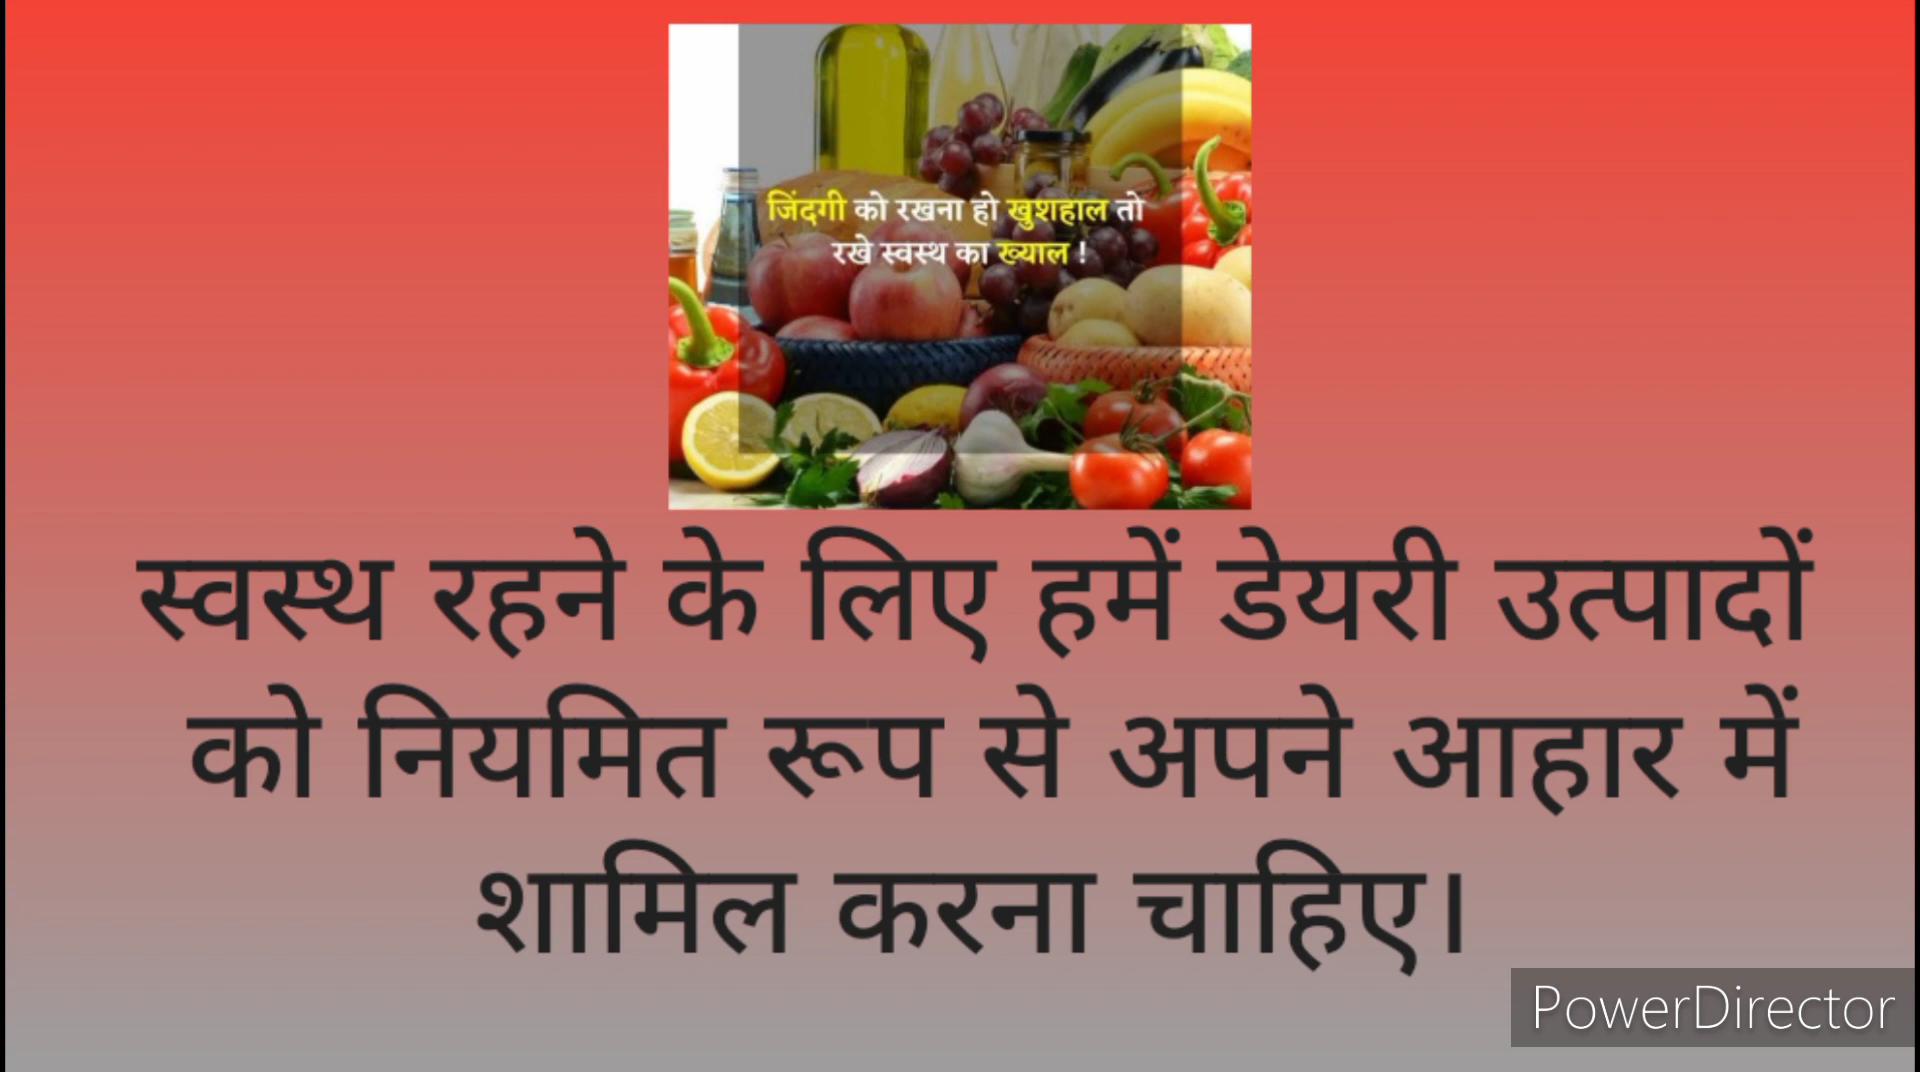 जिंदगी को रखना हो खुशहाल तो
रखे स्वस्थ का ख्याल !
स्वस्थ रहने के लिए हमें डेयरी उत्पादों
को नियमित रूप से अपने आहार में
शामिल करना चाहिए।
PowerDirector